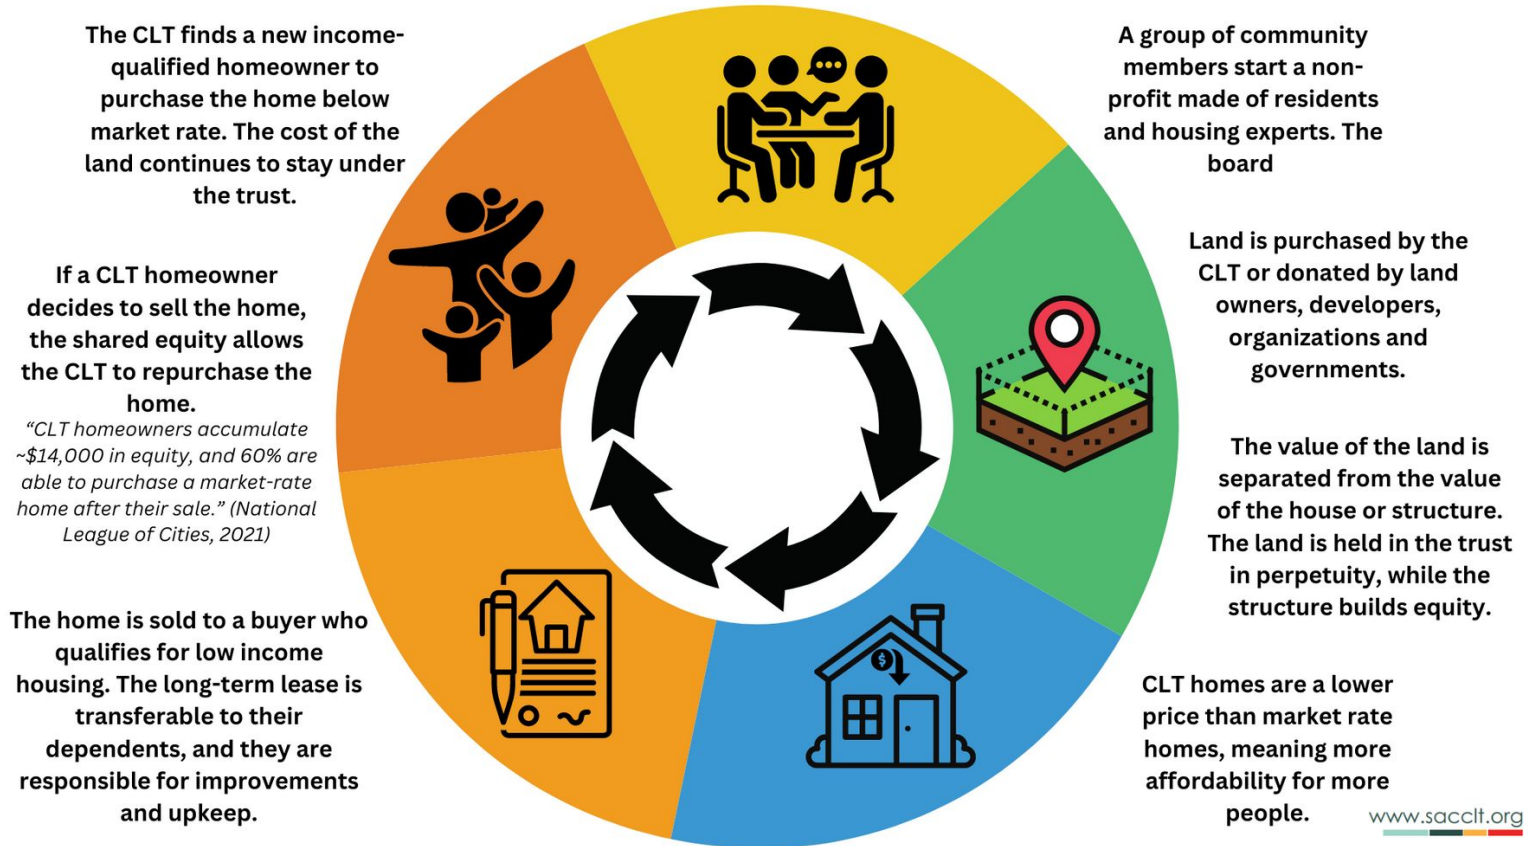 A group of community
members start a non-
profit made of residents
and housing experts. The
board
Land is purchased by the
CLT or donated by land
owners, developers,
organizations and
governments.
The value of the land is
separated from the value
of the house or structure.
The land is held in the trust
in perpetuity, while the
structure builds equity.
CLT homes are a lower
price than market rate
homes, meaning more
affordability for more
people.
The home is sold to a buyer who
qualifies for low income
housing. The long-term lease is
transferable to their
dependents, and they are
responsible for improvements
and upkeep.
If a CLT homeowner
decides to sell the home,
the shared equity allows
the CLT to repurchase the
home.
“CLT homeowners accumulate
~$14,000 in equity, and 60% are
able to purchase a market-rate
home after their sale.” (National
League of Cities, 2021)
The CLT finds a new income-
qualified homeowner to
purchase the home below
market rate. The cost of the
land continues to stay under
the trust.
$
www.sacclt.org